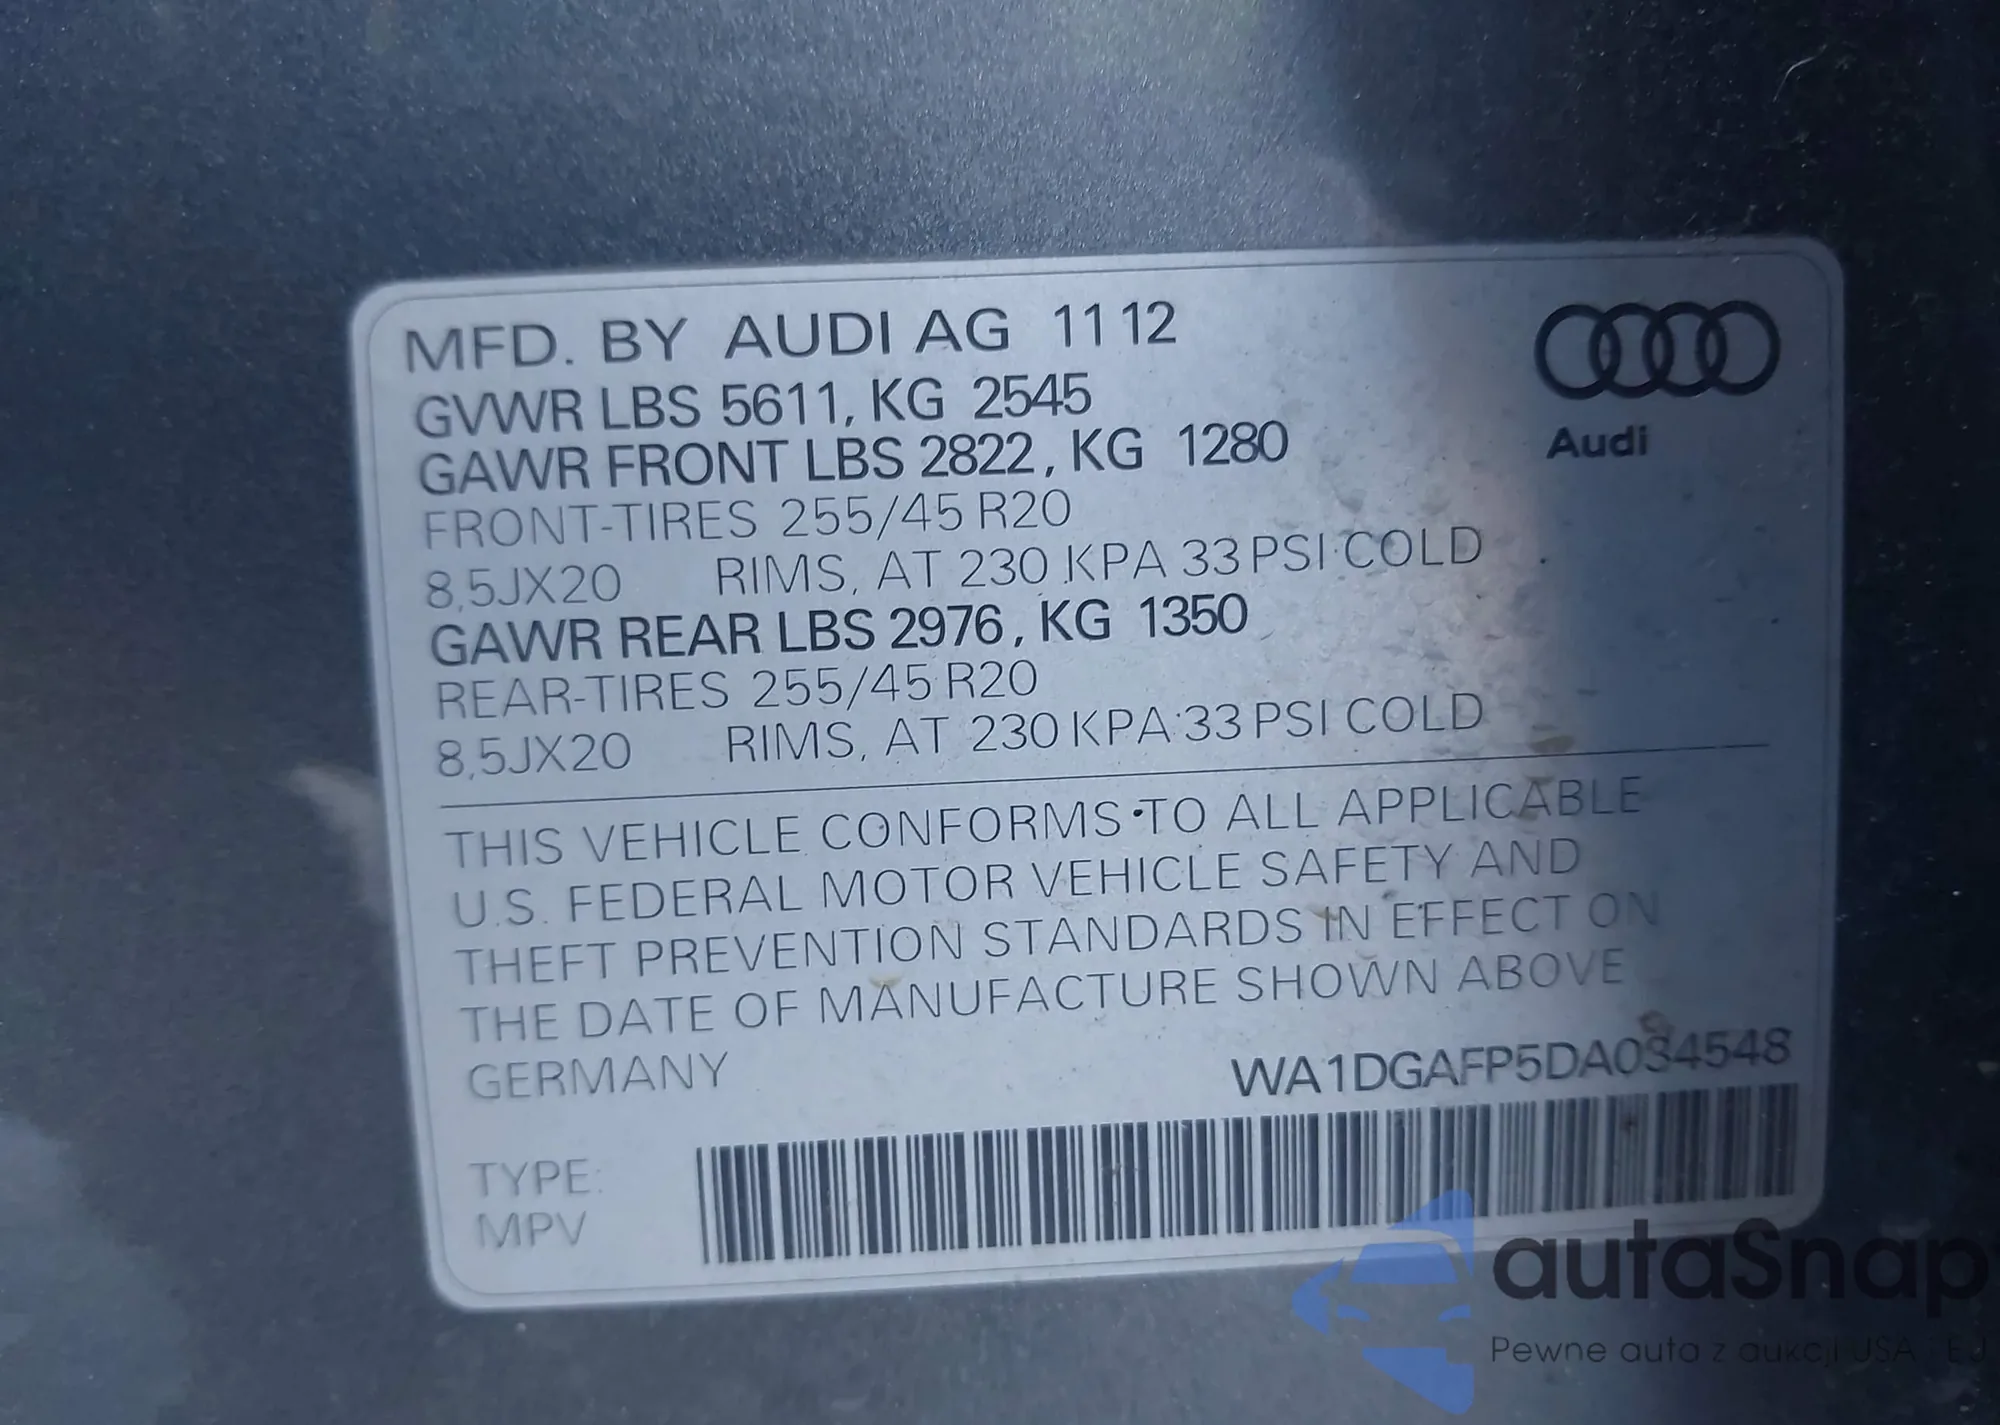 MFD. BY AUDI AG 11 12
GVWR LBS 5611, KG 2545
GAWR FRONT LBS 2822, KG 1280
FRONT-TIRES 255/45 R20
8,5JX20 RIMS, AT 230 KPA 33 PSI COLD
GAWR REAR LBS 2976, KG 1350
REAR-TIRES 255/45 R20
8,5JX20 RIMS, AT 230 KPA 33 PSI COLD
Audi
THIS VEHICLE CONFORMS TO ALL APPLICABLE
U.S. FEDERAL MOTOR VEHICLE SAFETY AND
THEFT PREVENTION STANDARDS IN EFFECT ON
THE DATE OF MANUFACTURE SHOWN ABOVE
GERMANY WA1DGAFP5DA034548
TYPE:
MPV
autaSnap
Pewne auta z aukcji USA